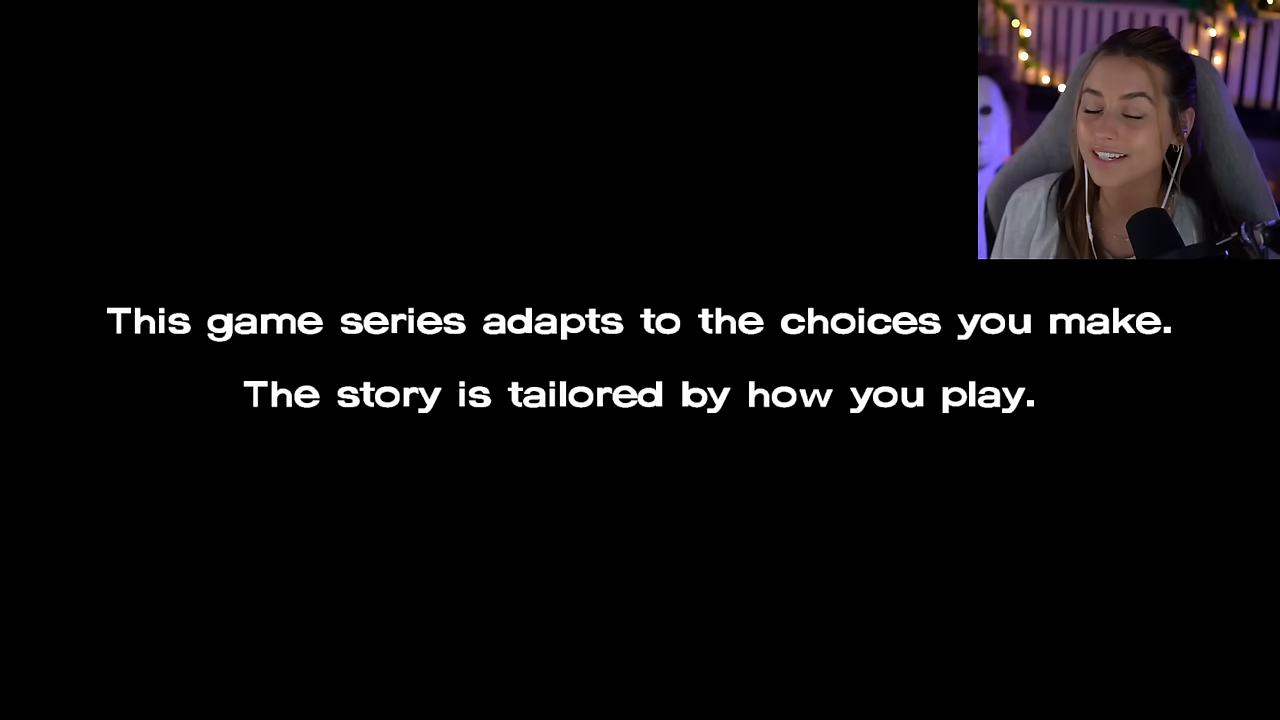 This game series adapts to the choices you make.
The story is tailored by how you play.